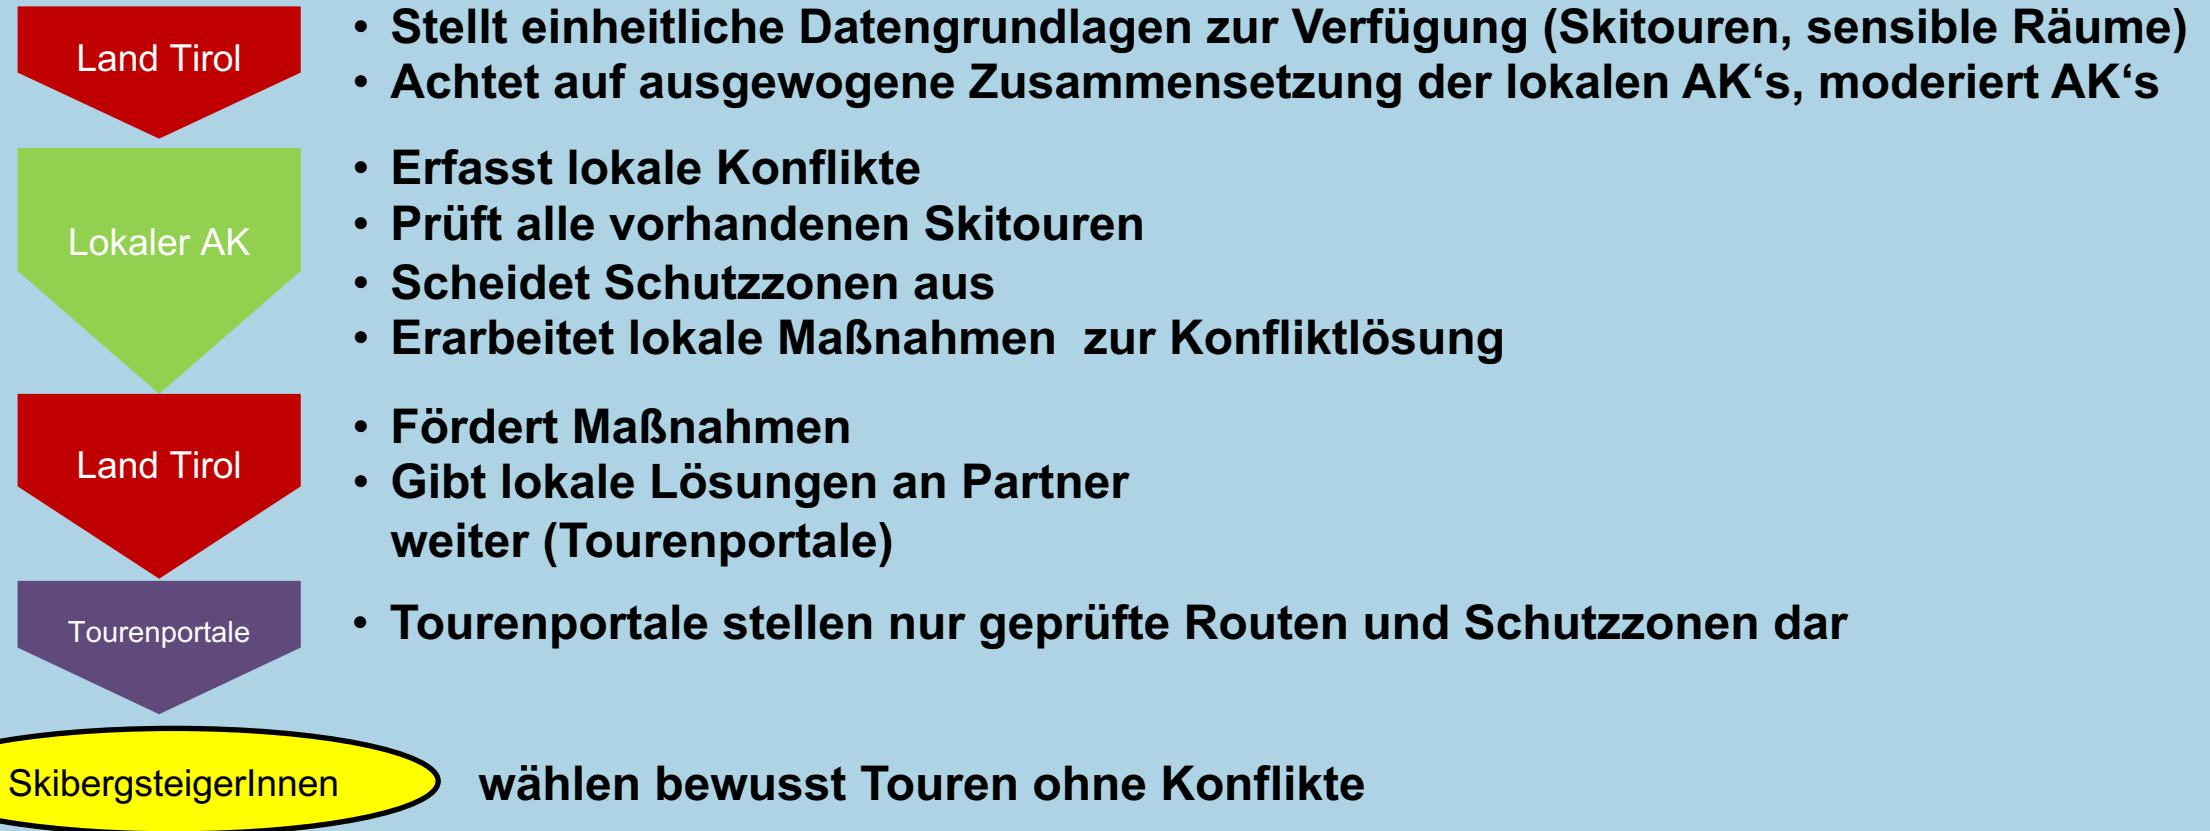 Land Tirol
• Stellt einheitliche Datengrundlagen zur Verfügung (Skitouren, sensible Räume)
• Achtet auf ausgewogene Zusammensetzung der lokalen AK‘s, moderiert AK‘s
Lokaler AK
• Erfasst lokale Konflikte
• Prüft alle vorhandenen Skitouren
• Scheidet Schutzzonen aus
• Erarbeitet lokale Maßnahmen  zur Konfliktlösung
Land Tirol
• Fördert Maßnahmen
• Gibt lokale Lösungen an Partner
weiter (Tourenportale)
Tourenportale
• Tourenportale stellen nur geprüfte Routen und Schutzzonen dar
SkibergsteigerInnen
wählen bewusst Touren ohne Konflikte